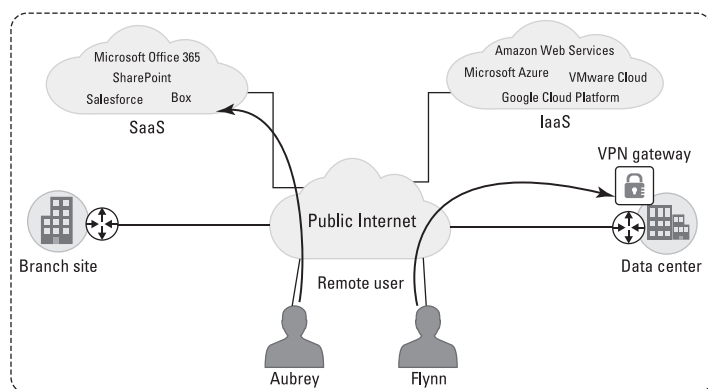 Microsoft Office 365
SharePoint
Salesforce Box
SaaS
Amazon Web Services
Microsoft Azure VMware Cloud
Google Cloud Platform
IaaS
VPN gateway
Public Internet
Branch site
Data center
Remote user
Aubrey
Flynn